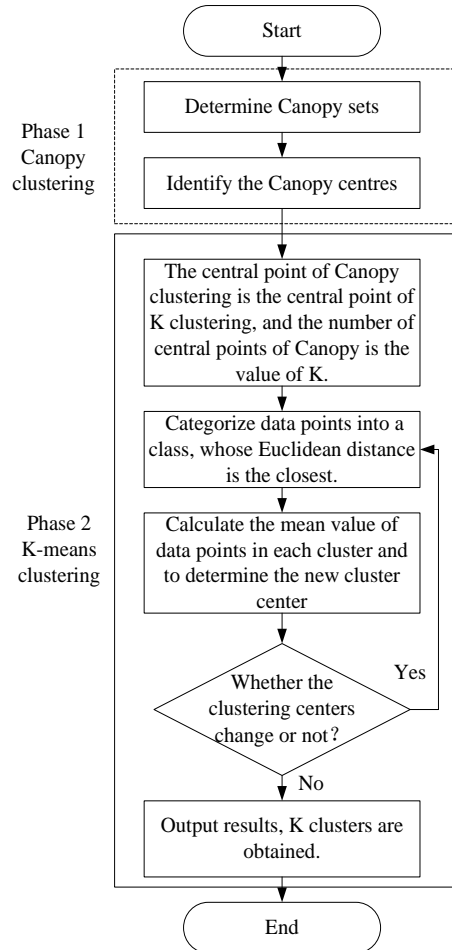 Start
Phase 1
Canopy
clustering
Determine Canopy sets
Identify the Canopy centres
The central point of Canopy
clustering is the central point of
K clustering, and the number of
central points of Canopy is the
value of K.
Categorize data points into a
class, whose Euclidean distance
is the closest.
Phase 2
K-means
clustering
Calculate the mean value of
data points in each cluster and
to determine the new cluster
center
Whether the
clustering centers
change or not?
Yes
No
Output results, K clusters are
obtained.
End